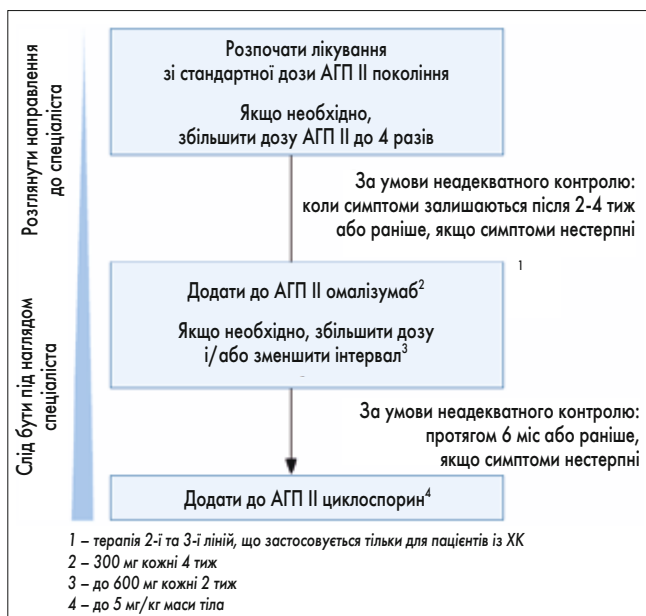 Розглянути направлення
до спеціаліста
Розпочати лікування
зі стандартної дози АГП ІІ покоління
Якщо необхідно,
збільшити дозу АГП ІІ до 4 разів
За умови неадекватного контролю:
коли симптоми залишаються після 2-4 тиж
або раніше, якщо симптоми нестерпні
Слід бути під наглядом
спеціаліста
1
Додати до АГП ІІ омалізумаб2
Якщо необхідно, збільшити дозу
і/або зменшити інтервал3
За умови неадекватного контролю:
протягом 6 міс або раніше,
якщо симптоми нестерпні
Додати до АГП ІІ циклоспорин4
1 – терапія 2-ї та 3-ї ліній, що застосовується тільки для пацієнтів із ХК
2 – 300 мг кожні 4 тиж
3 – до 600 мг кожні 2 тиж
4 – до 5 мг/кг маси тіла